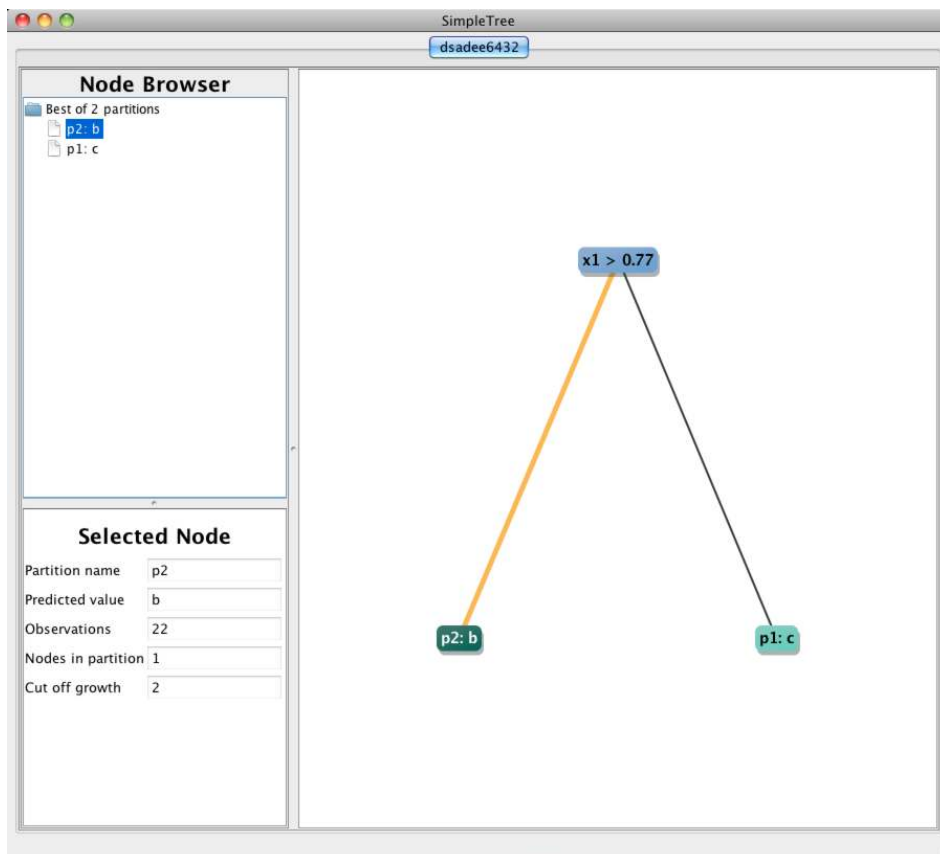 SimpleTree
dsadee6432
Node Browser
Best of 2 partitions
p2: b
p1: c
Selected Node
Partition name p2
Predicted value b
Observations 22
Nodes in partition 1
Cut off growth 2
x1 > 0.77
p2: b
p1: c